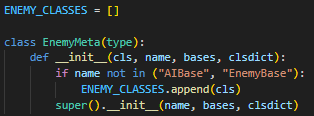 ENEMY_CLASSES = []
class EnemyMeta(type):
    def __init__(cls, name, bases, clsdict):
        if name not in ("AIBase", "EnemyBase"):
            ENEMY_CLASSES.append(cls)
        super().__init__(name, bases, clsdict)